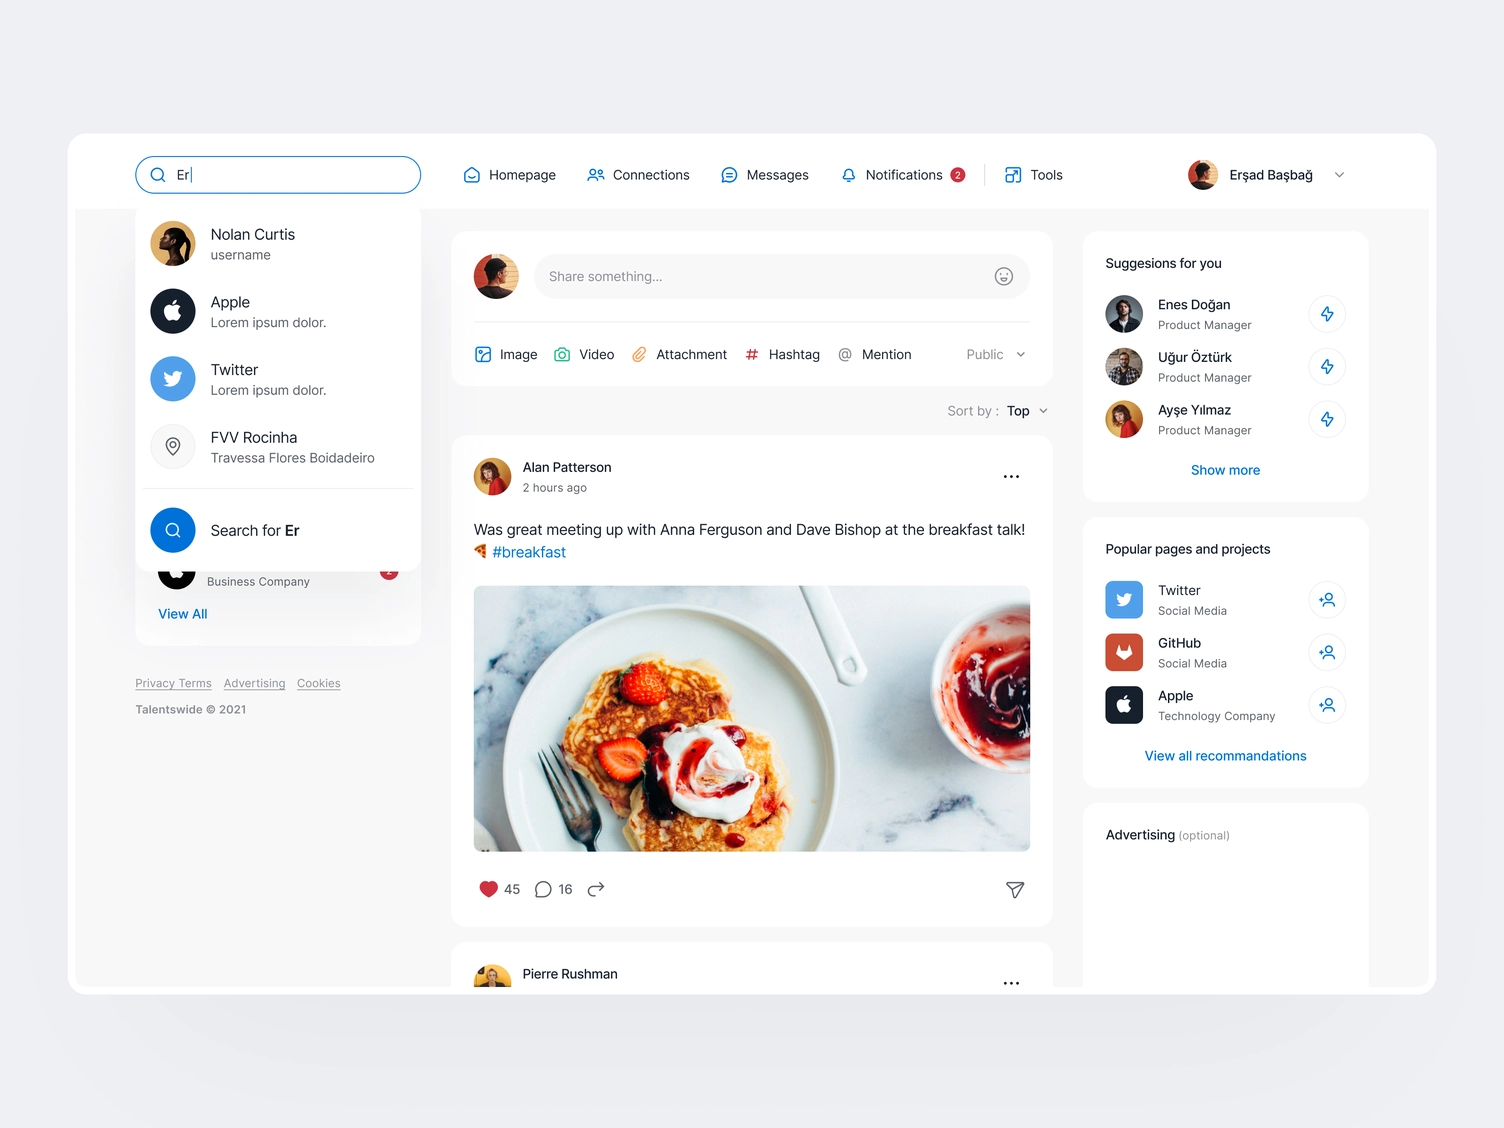 Er
Homepage
Connections
Messages
Notifications 2
Tools
Erşad Başbağ
Nolan Curtis
username
Apple
Lorem ipsum dolor.
Twitter
Lorem ipsum dolor.
FVV Rocinha
Travessa Flores Boidadeiro
Search for Er
Business Company
View All
Privacy Terms Advertising Cookies
Talentswide © 2021
Share something...
Image
Video
Attachment
Hashtag
Mention
Public
Sort by : Top
Alan Patterson
2 hours ago
Was great meeting up with Anna Ferguson and Dave Bishop at the breakfast talk!
🍕 #breakfast
45
16
Pierre Rushman
Suggesions for you
Enes Doğan
Product Manager
Uğur Öztürk
Product Manager
Ayşe Yılmaz
Product Manager
Show more
Popular pages and projects
Twitter
Social Media
GitHub
Social Media
Apple
Technology Company
View all recommandations
Advertising (optional)